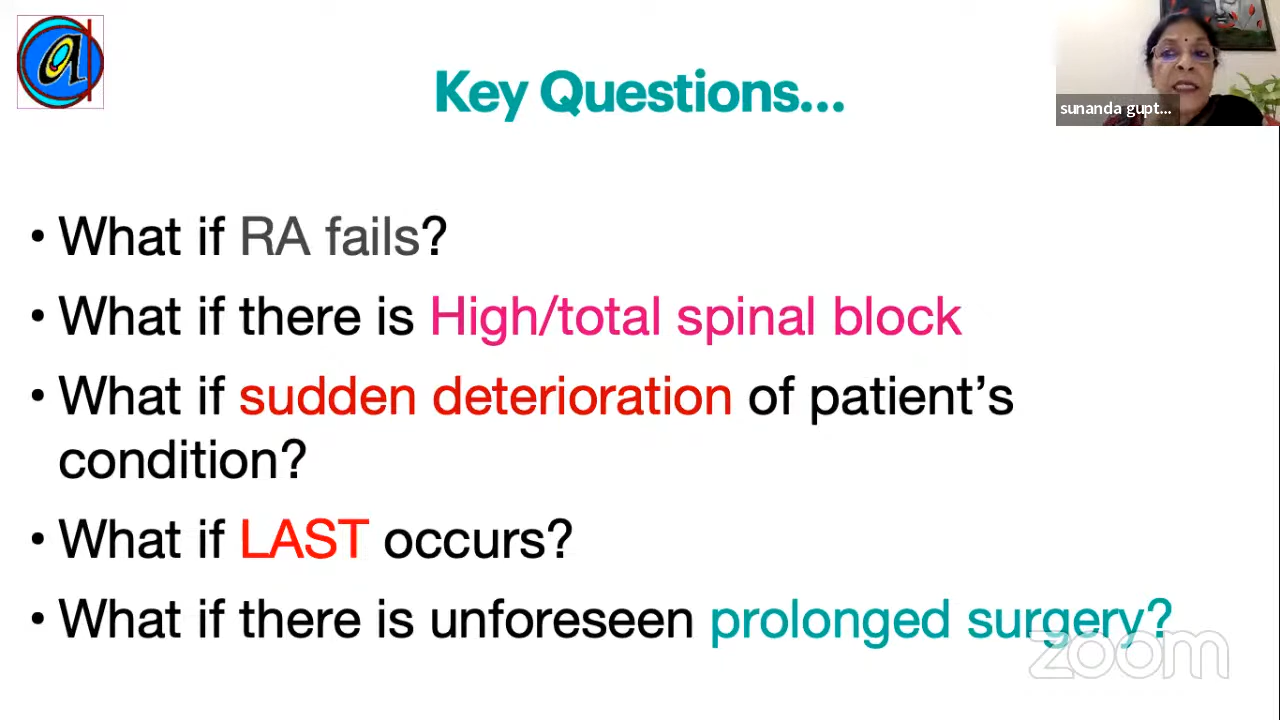 Key Questions...
sunanda gupt...
• What if RA fails?
• What if there is High/total spinal block
• What if sudden deterioration of patient’s
condition?
• What if LAST occurs?
• What if there is unforeseen prolonged surgery?
zoom